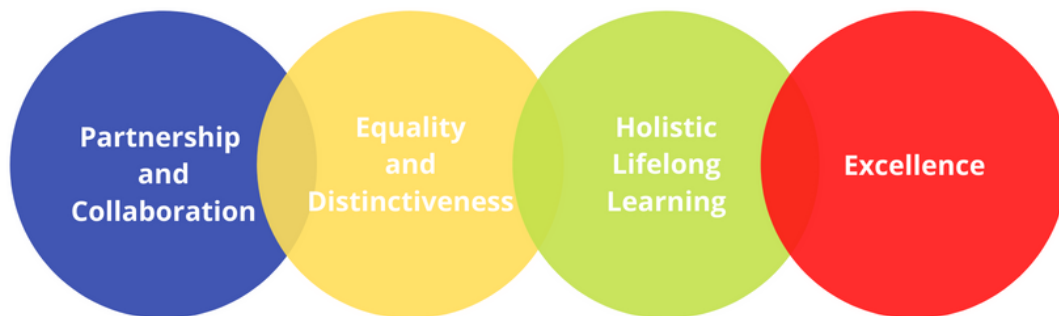 Partnership
and
Collaboration
Equality
and
Distinctiveness
Holistic
Lifelong
Learning
Excellence